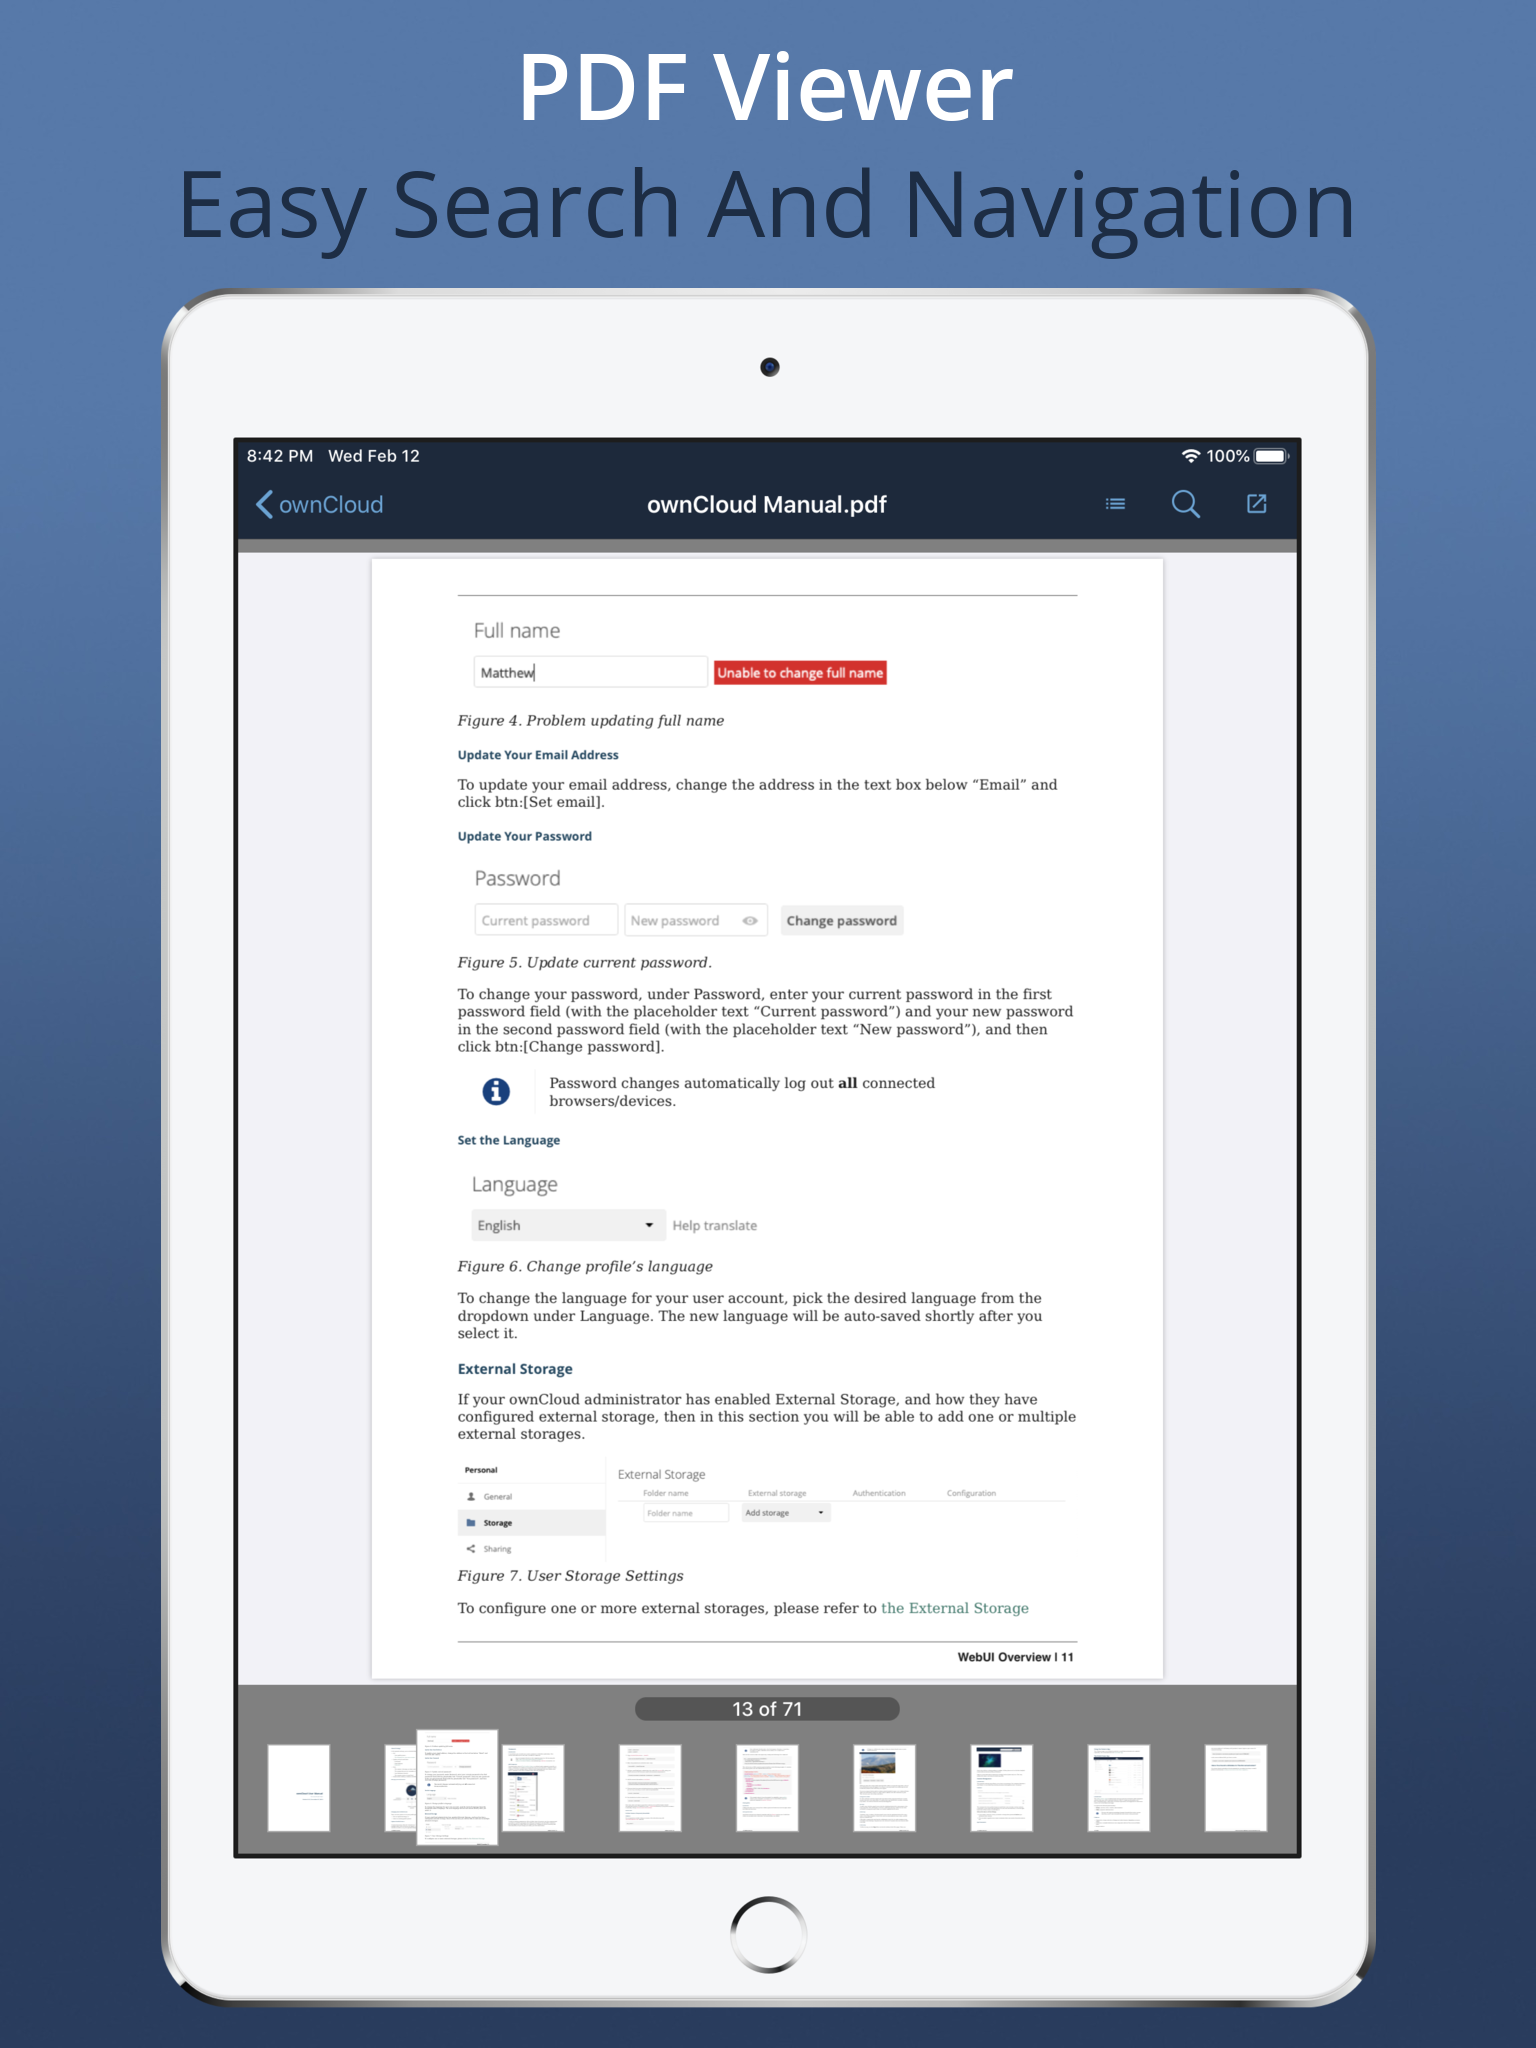 PDF Viewer
Easy Search And Navigation
8:42 PM Wed Feb 12 100%
ownCloud ownCloud Manual.pdf
Full name
Matthew Unable to change full name
Figure 4. Problem updating full name
Update Your Email Address
To update your email address, change the address in the text box below “Email” and
click btn:[Set email].
Update Your Password
Password
Current password New password Change password
Figure 5. Update current password.
To change your password, under Password, enter your current password in the first
password field (with the placeholder text “Current password”) and your new password
in the second password field (with the placeholder text “New password”), and then
click btn:[Change password].
Password changes automatically log out all connected
browsers/devices.
Set the Language
Language
English Help translate
Figure 6. Change profile’s language
To change the language for your user account, pick the desired language from the
dropdown under Language. The new language will be auto-saved shortly after you
select it.
External Storage
If your ownCloud administrator has enabled External Storage, and how they have
configured external storage, then in this section you will be able to add one or multiple
external storages.
Personal
General
Storage
Sharing
External Storage
Folder name External storage Authentication Configuration
Folder name Add storage
Figure 7. User Storage Settings
To configure one or more external storages, please refer to the External Storage
WebUI Overview | 11
13 of 71